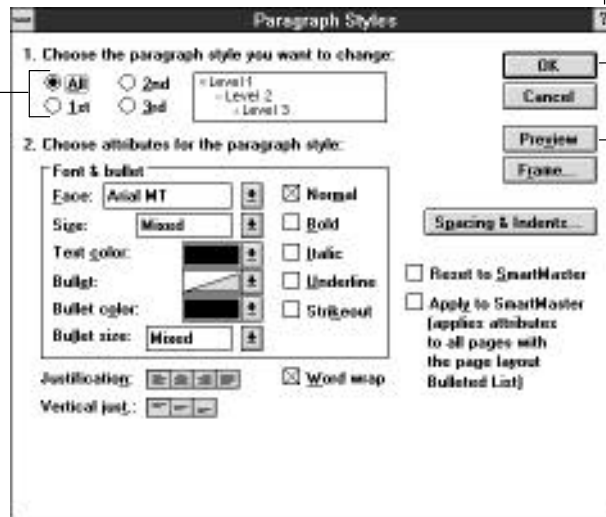 Paragraph Styles ?
1. Choose the paragraph style you want to change:
All 2nd
1st 3rd
Level 1
Level 2
Level 3
OK
Cancel
Preview
Frame...
2. Choose attributes for the paragraph style:
Font & bullet
Face: Arial MT
Size: Mixed
Text color:
Bullet:
Bullet color:
Bullet size: Mixed
Normal
Bold
Italic
Underline
Strikeout
Spacing & Indents...
Reset to SmartMaster
Apply to SmartMaster
(applies attributes
to all pages with
the page layout
Bulleted List)
Justification:
Word wrap
Vertical just.: